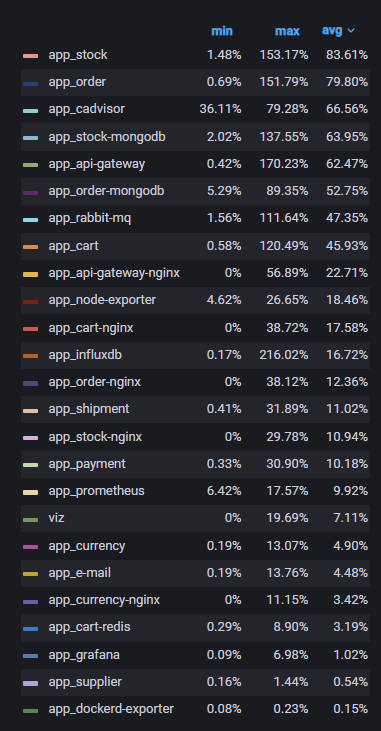 min max avg
app_stock 1.48% 153.17% 83.61%
app_order 0.69% 151.79% 79.80%
app_cadvisor 36.11% 79.28% 66.56%
app_stock-mongodb 2.02% 137.55% 63.95%
app_api-gateway 0.42% 170.23% 62.47%
app_order-mongodb 5.29% 89.35% 52.75%
app_rabbit-mq 1.56% 111.64% 47.35%
app_cart 0.58% 120.49% 45.93%
app_api-gateway-nginx 0% 56.89% 22.71%
app_node-exporter 4.62% 26.65% 18.46%
app_cart-nginx 0% 38.72% 17.58%
app_influxdb 0.17% 216.02% 16.72%
app_order-nginx 0% 38.12% 12.36%
app_shipment 0.41% 31.89% 11.02%
app_stock-nginx 0% 29.78% 10.94%
app_payment 0.33% 30.90% 10.18%
app_prometheus 6.42% 17.57% 9.92%
viz 0% 19.69% 7.11%
app_currency 0.19% 13.07% 4.90%
app_e-mail 0.19% 13.76% 4.48%
app_currency-nginx 0% 11.15% 3.42%
app_cart-redis 0.29% 8.90% 3.19%
app_grafana 0.09% 6.98% 1.02%
app_supplier 0.16% 1.44% 0.54%
app_dockerd-exporter 0.08% 0.23% 0.15%